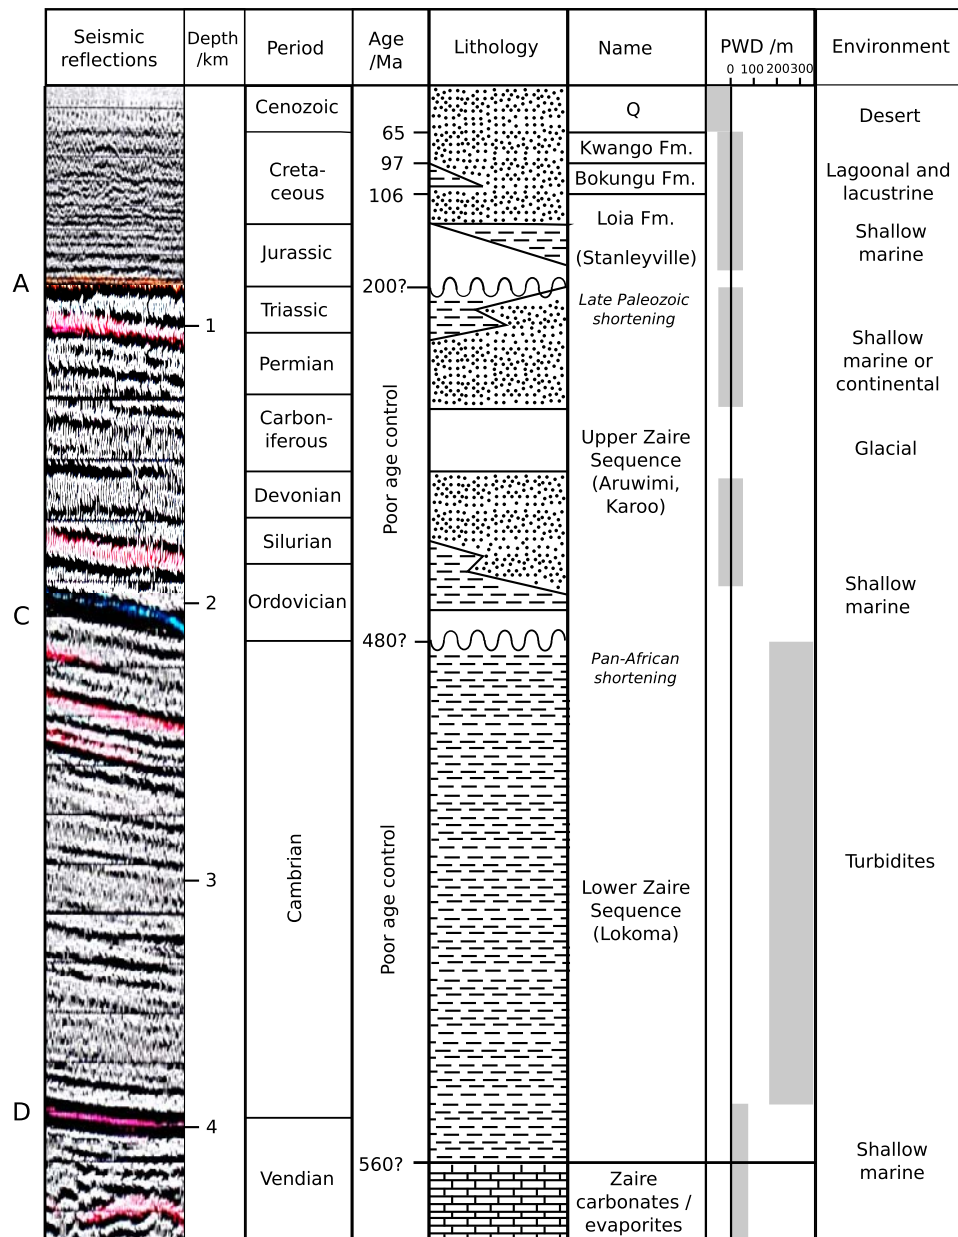 Seismic
reflections
Depth
/km
Period
Age
/Ma
Lithology
Name
PWD /m
0 100 200 300
Environment
Cenozoic
Q
Desert
65
Kwango Fm.
97
Creta-
ceous
Bokungu Fm.
Lagoonal and
lacustrine
106
Loia Fm.
Jurassic
(Stanleyville)
Shallow
marine
A
200?
Triassic
Late Paleozoic
shortening
1
Permian
Shallow
marine or
continental
Carbon-
iferous
Poor age control
Upper Zaire
Sequence
(Aruwimi,
Karoo)
Glacial
Devonian
Silurian
Ordovician
2
C
Shallow
marine
480?
Pan-African
shortening
Cambrian
3
Poor age control
Lower Zaire
Sequence
(Lokoma)
Turbidites
D
4
560?
Vendian
Zaire
carbonates /
evaporites
Shallow
marine